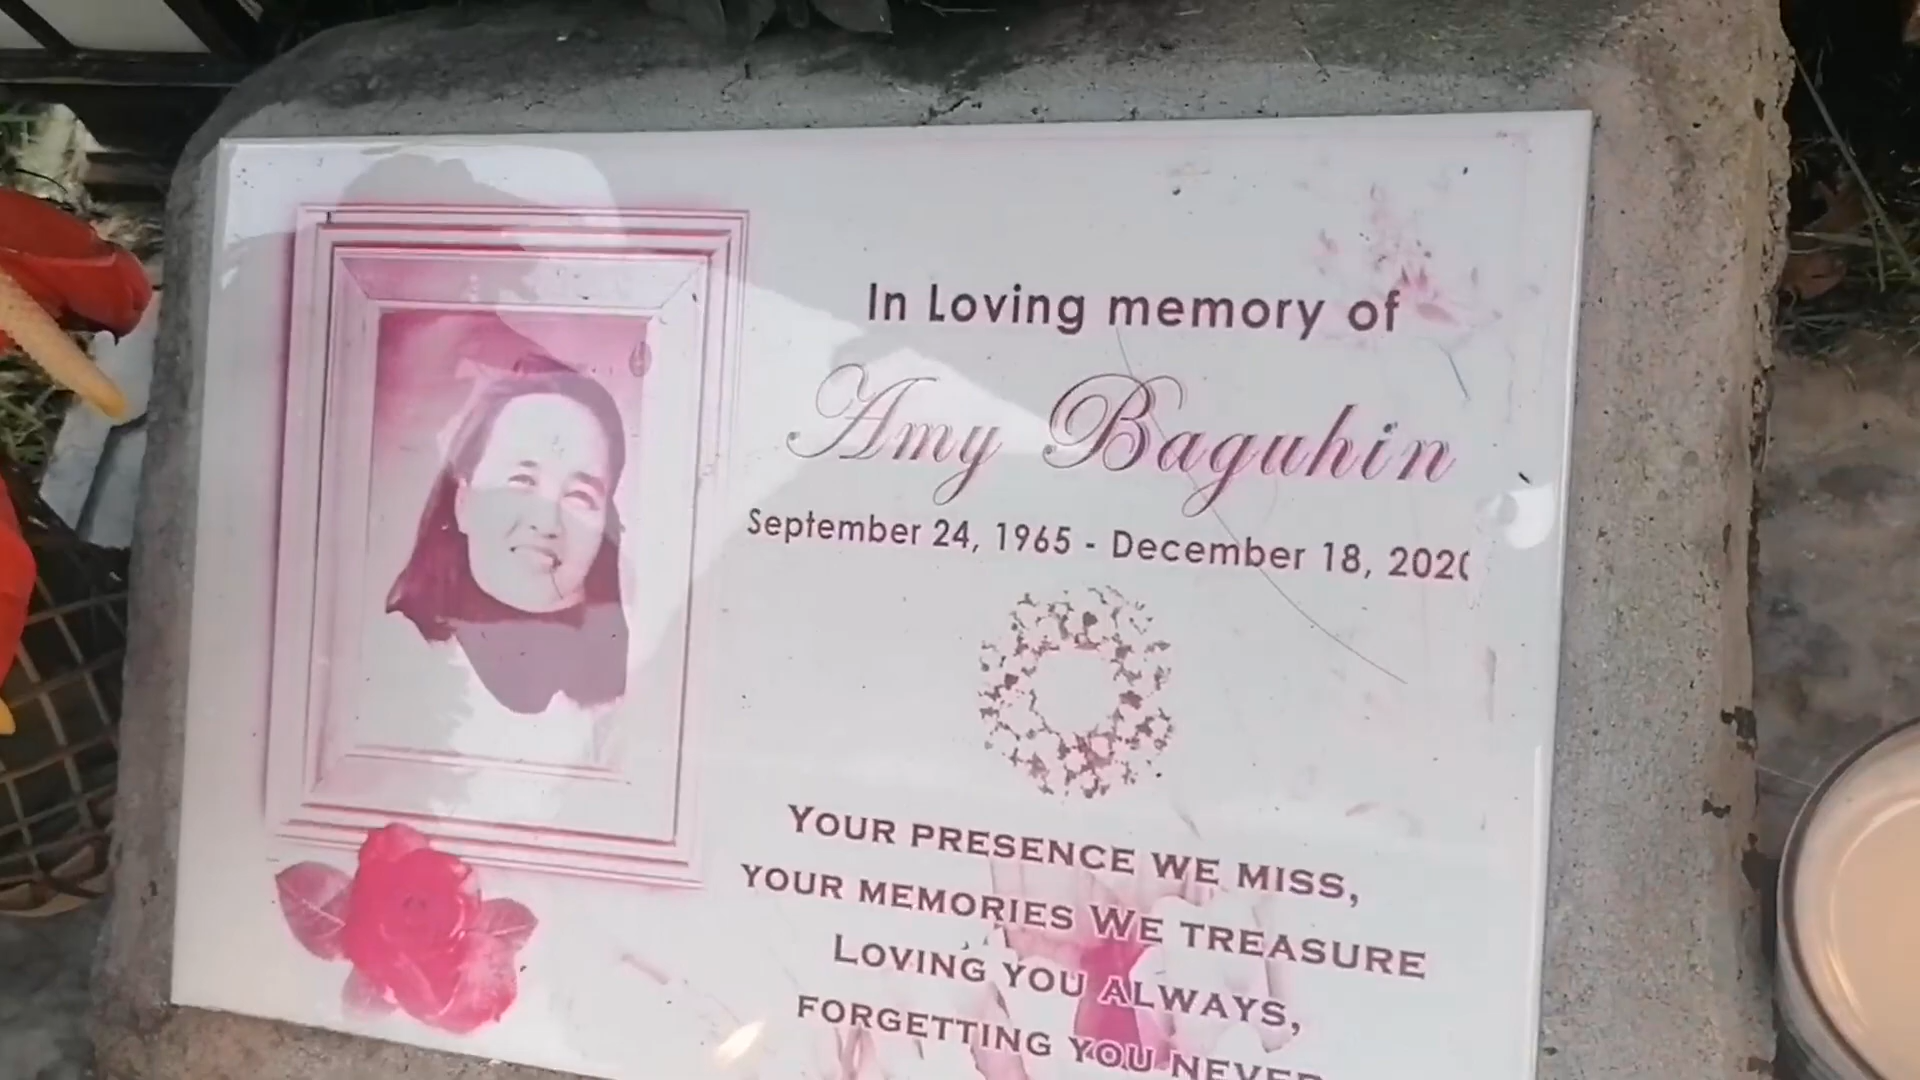 In Loving memory of
Amy Baguhin
September 24, 1965 - December 18, 2020
YOUR PRESENCE WE MISS,
YOUR MEMORIES WE TREASURE
LOVING YOU ALWAYS,
FORGETTING YOU NEVER